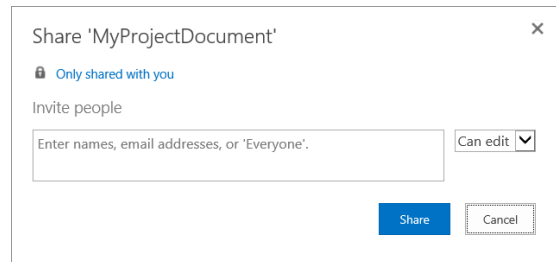 Share 'MyProjectDocument'
Only shared with you
Invite people
Enter names, email addresses, or 'Everyone'.
Can edit
Share
Cancel